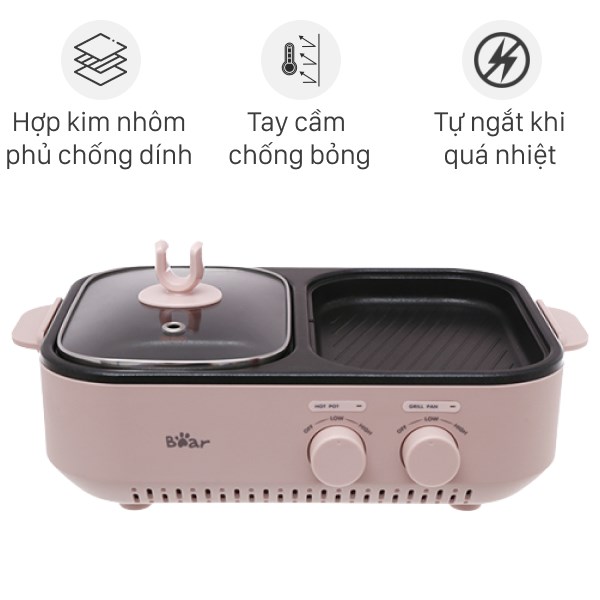 Hợp kim nhôm
phủ chống dính
Tay cầm
chống bỏng
Tự ngắt khi
quá nhiệt
HOT POT
GRILL PAN
OFF LOW HIGH
OFF LOW HIGH
Bear